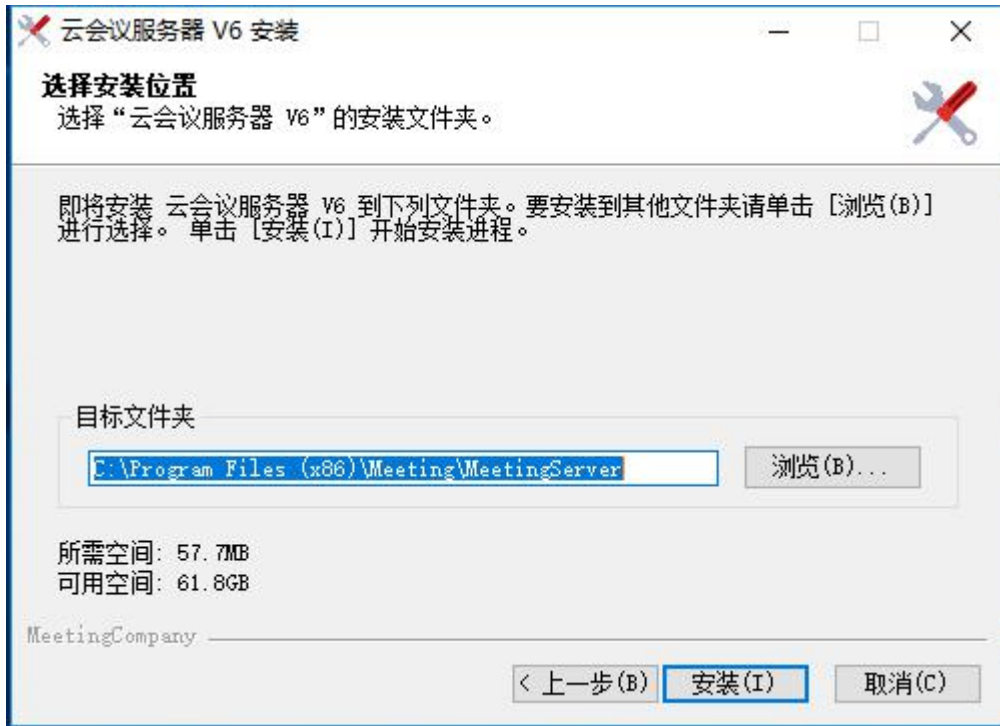 云会议服务器 V6 安装
选择安装位置
选择“云会议服务器 V6”的安装文件夹。
即将安装 云会议服务器 V6 到下列文件夹。要安装到其他文件夹请单击 [浏览(B)]
进行选择。 单击 [安装(I)] 开始安装进程。
目标文件夹
C:\Program Files (x86)\Meeting\MeetingServer
浏览(B)...
所需空间: 57.7MB
可用空间: 61.8GB
MeetingCompany
< 上一步(B) 安装(I) 取消(C)